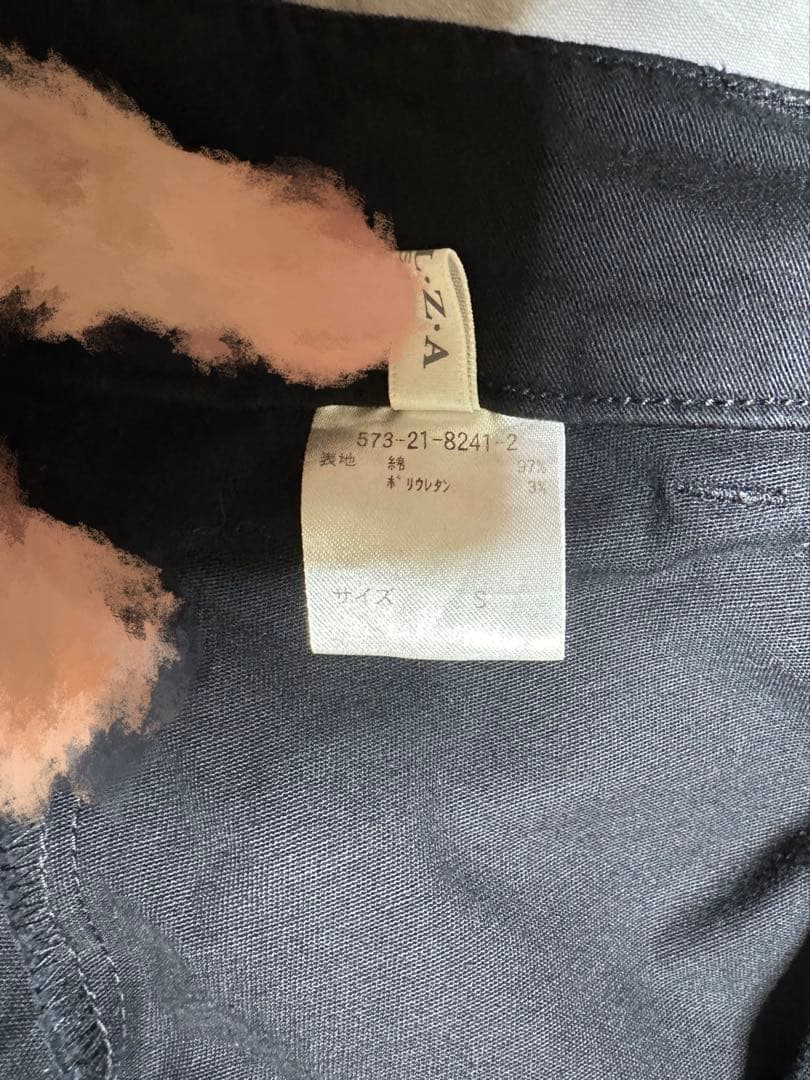 L・Z・A
573-21-8241-2
表地 綿 97%
ポリウレタン 3%
サイズ S